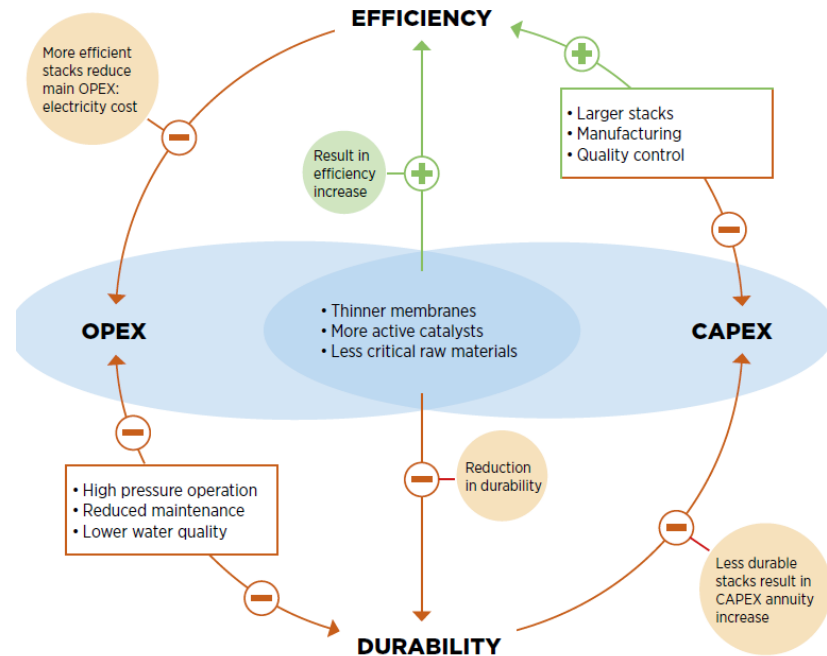 EFFICIENCY
More efficient
stacks reduce
main OPEX:
electricity cost
Result in
efficiency
increase
• Larger stacks
• Manufacturing
• Quality control
OPEX
• Thinner membranes
• More active catalysts
• Less critical raw materials
CAPEX
• High pressure operation
• Reduced maintenance
• Lower water quality
Reduction
in durability
Less durable
stacks result in
CAPEX annuity
increase
DURABILITY